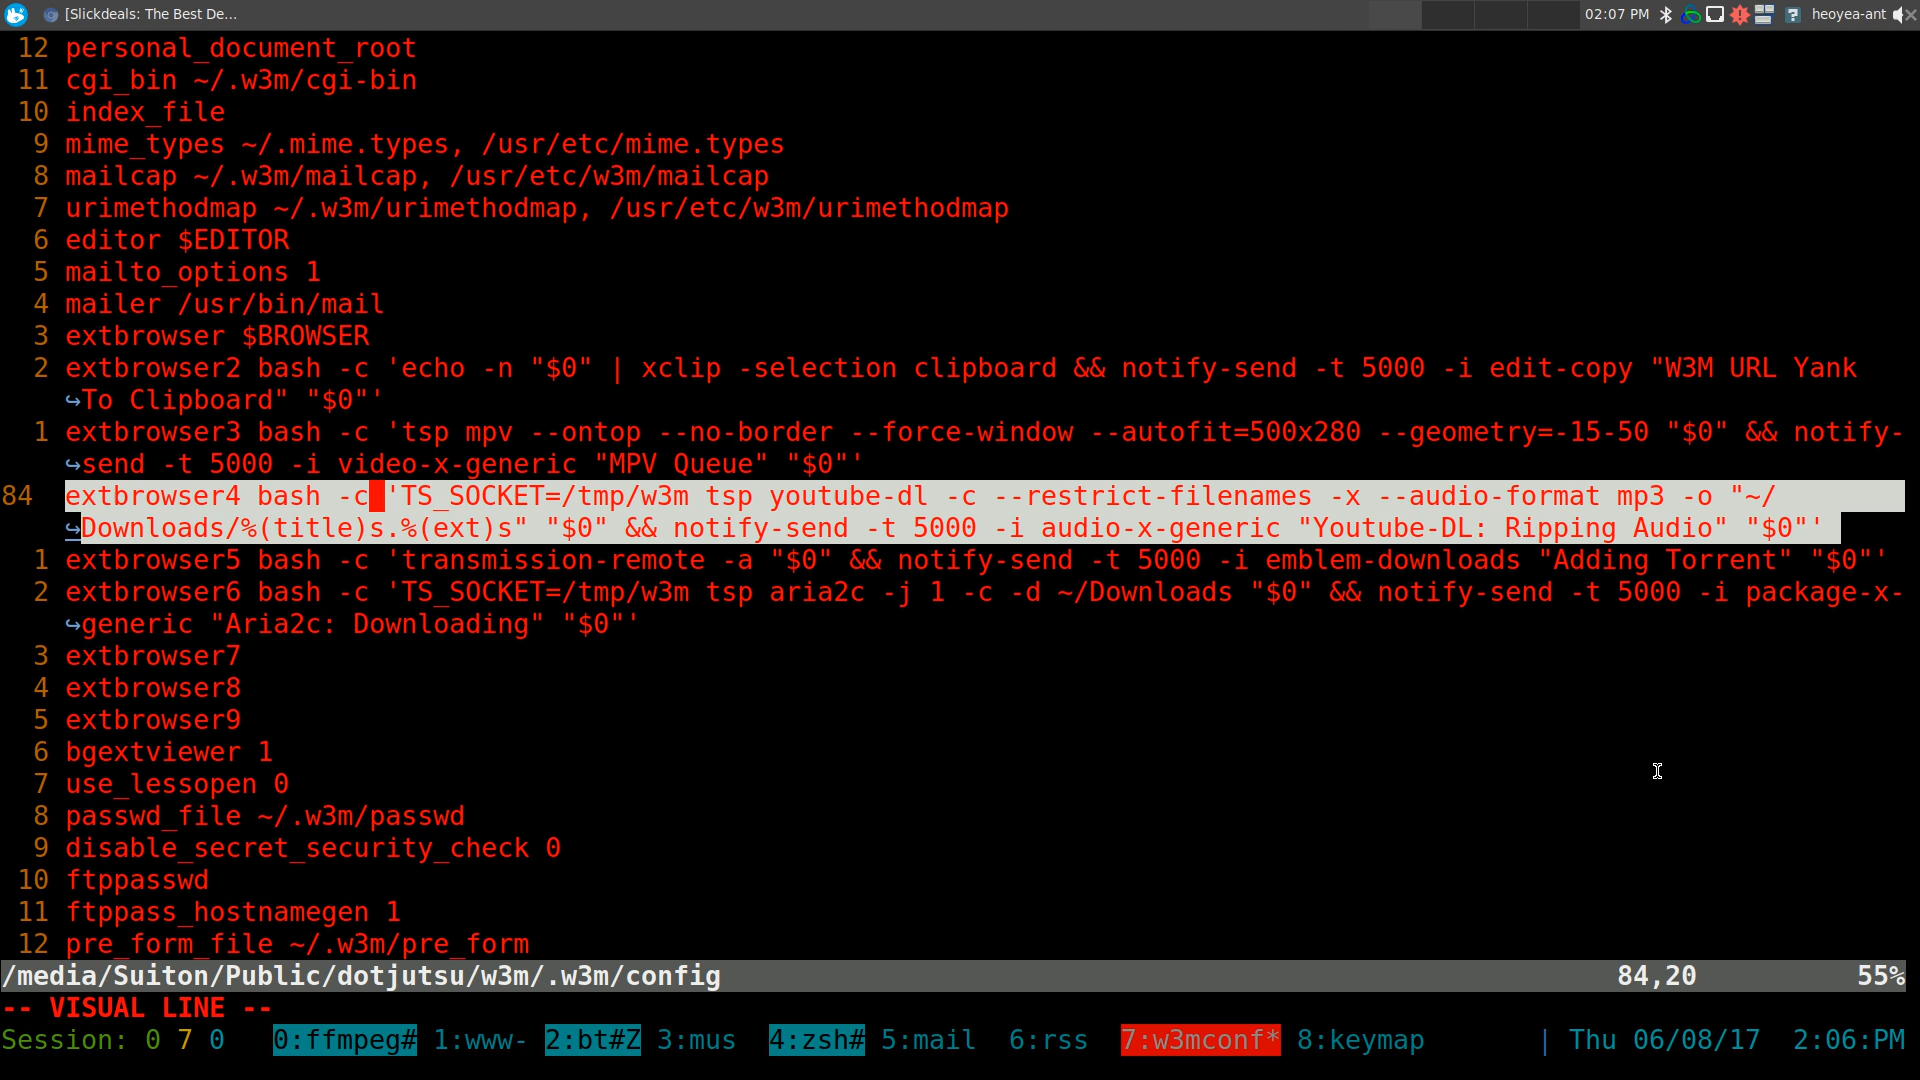 [Slickdeals: The Best De... 02:07 PM heoyea-ant
12 personal_document_root
11 cgi_bin ~/.w3m/cgi-bin
10 index_file
9 mime_types ~/.mime.types, /usr/etc/mime.types
8 mailcap ~/.w3m/mailcap, /usr/etc/w3m/mailcap
7 urimethodmap ~/.w3m/urimethodmap, /usr/etc/w3m/urimethodmap
6 editor $EDITOR
5 mailto_options 1
4 mailer /usr/bin/mail
3 extbrowser $BROWSER
2 extbrowser2 bash -c 'echo -n "$0" | xclip -selection clipboard && notify-send -t 5000 -i edit-copy "W3M URL Yank
↪To Clipboard" "$0"'
1 extbrowser3 bash -c 'tsp mpv --ontop --no-border --force-window --autofit=500x280 --geometry=-15-50 "$0" && notify-
↪send -t 5000 -i video-x-generic "MPV Queue" "$0"'
84 extbrowser4 bash -c 'TS_SOCKET=/tmp/w3m tsp youtube-dl -c --restrict-filenames -x --audio-format mp3 -o "~/
↪Downloads/%(title)s.%(ext)s" "$0" && notify-send -t 5000 -i audio-x-generic "Youtube-DL: Ripping Audio" "$0"'
1 extbrowser5 bash -c 'transmission-remote -a "$0" && notify-send -t 5000 -i emblem-downloads "Adding Torrent" "$0"'
2 extbrowser6 bash -c 'TS_SOCKET=/tmp/w3m tsp aria2c -j 1 -c -d ~/Downloads "$0" && notify-send -t 5000 -i package-x-
↪generic "Aria2c: Downloading" "$0"'
3 extbrowser7
4 extbrowser8
5 extbrowser9
6 bgextviewer 1
7 use_lessopen 0
8 passwd_file ~/.w3m/passwd
9 disable_secret_security_check 0
10 ftppasswd
11 ftppass_hostnamegen 1
12 pre_form_file ~/.w3m/pre_form
/media/Suiton/Public/dotjutsu/w3m/.w3m/config 84,20 55%
-- VISUAL LINE --
Session: 0 7 0 0:ffmpeg# 1:www- 2:bt#Z 3:mus 4:zsh# 5:mail 6:rss 7:w3mconf* 8:keymap | Thu 06/08/17 2:06:PM